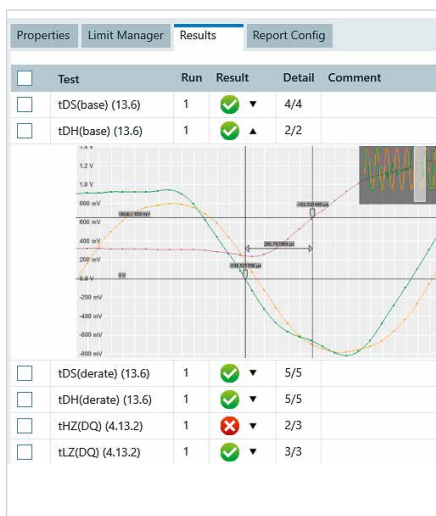 Properties Limit Manager Results Report Config
Test Run Result Detail Comment
tDS(base) (13.6) 1 4/4
tDH(base) (13.6) 1 2/2
1.4 V
1.2 V
1.0 V
800 mV
600 mV
400 mV
200 mV
0.0 V
0 V
-200 mV
-400 mV
-600 mV
-800 mV
tDS(derate) (13.6) 1 5/5
tDH(derate) (13.6) 1 5/5
tHZ(DQ) (4.13.2) 1 2/3
tLZ(DQ) (4.13.2) 1 3/3